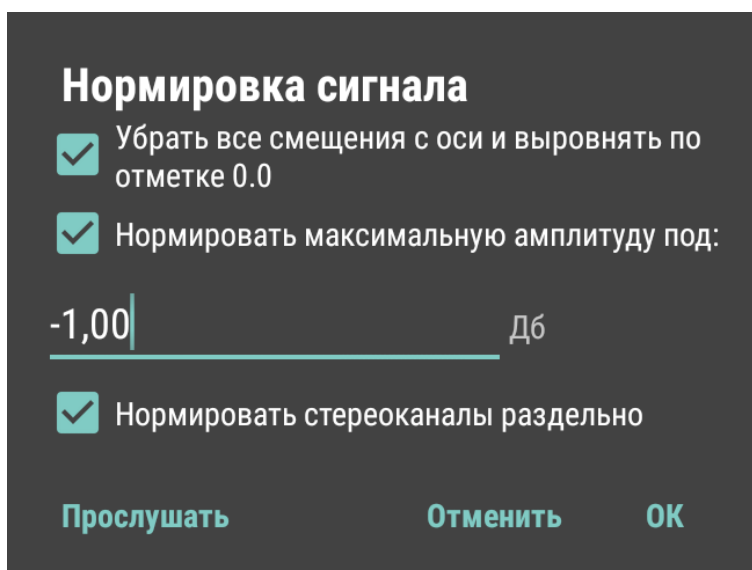 Нормировка сигнала
Убрать все смещения с оси и выровнять по
отметке 0.0
Нормировать максимальную амплитуду под:
-1,00 Дб
Нормировать стереоканалы раздельно
Прослушать Отменить OK